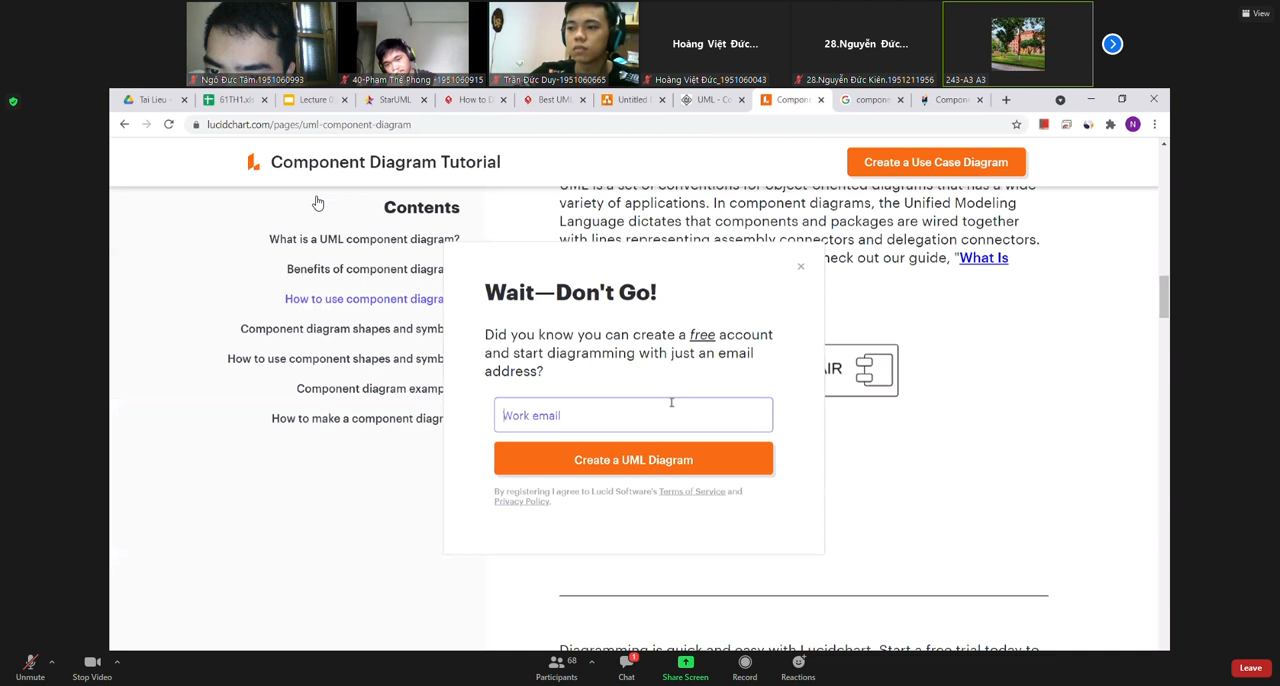 View
Ngô Đức Tâm.1951060993
40-Phạm Thế Phong -1951060915
Trần Đức Duy-1951060665
Hoàng Việt Đức...
Hoàng Việt Đức_1951060043
28.Nguyễn Đức...
28.Nguyễn Đức Kiên.1951211956
243-A3 A3
Tai Lieu
61TH1.xls
Lecture D
StarUML
How to D
Best UML
Untitled
UML - Co
Compon
compone
Compon
lucidchart.com/pages/uml-component-diagram
N
Component Diagram Tutorial
Create a Use Case Diagram
Contents
What is a UML component diagram?
Benefits of component diagra
How to use component diagra
Component diagram shapes and symb
How to use component shapes and symb
Component diagram examp
How to make a component diagr
UML is a set of conventions for object-oriented diagrams that has a wide
variety of applications. In component diagrams, the Unified Modeling
Language dictates that components and packages are wired together
with lines representing assembly connectors and delegation connectors.
heck out our guide, "What Is
Wait—Don't Go!
Did you know you can create a free account
and start diagramming with just an email
address?
Work email
Create a UML Diagram
By registering I agree to Lucid Software's Terms of Service and
Privacy Policy.
AIR
Diagramming is quick and easy with Lucidchart. Start a free trial today to
Unmute
Stop Video
68
Participants
1
Chat
Share Screen
Record
Reactions
Leave